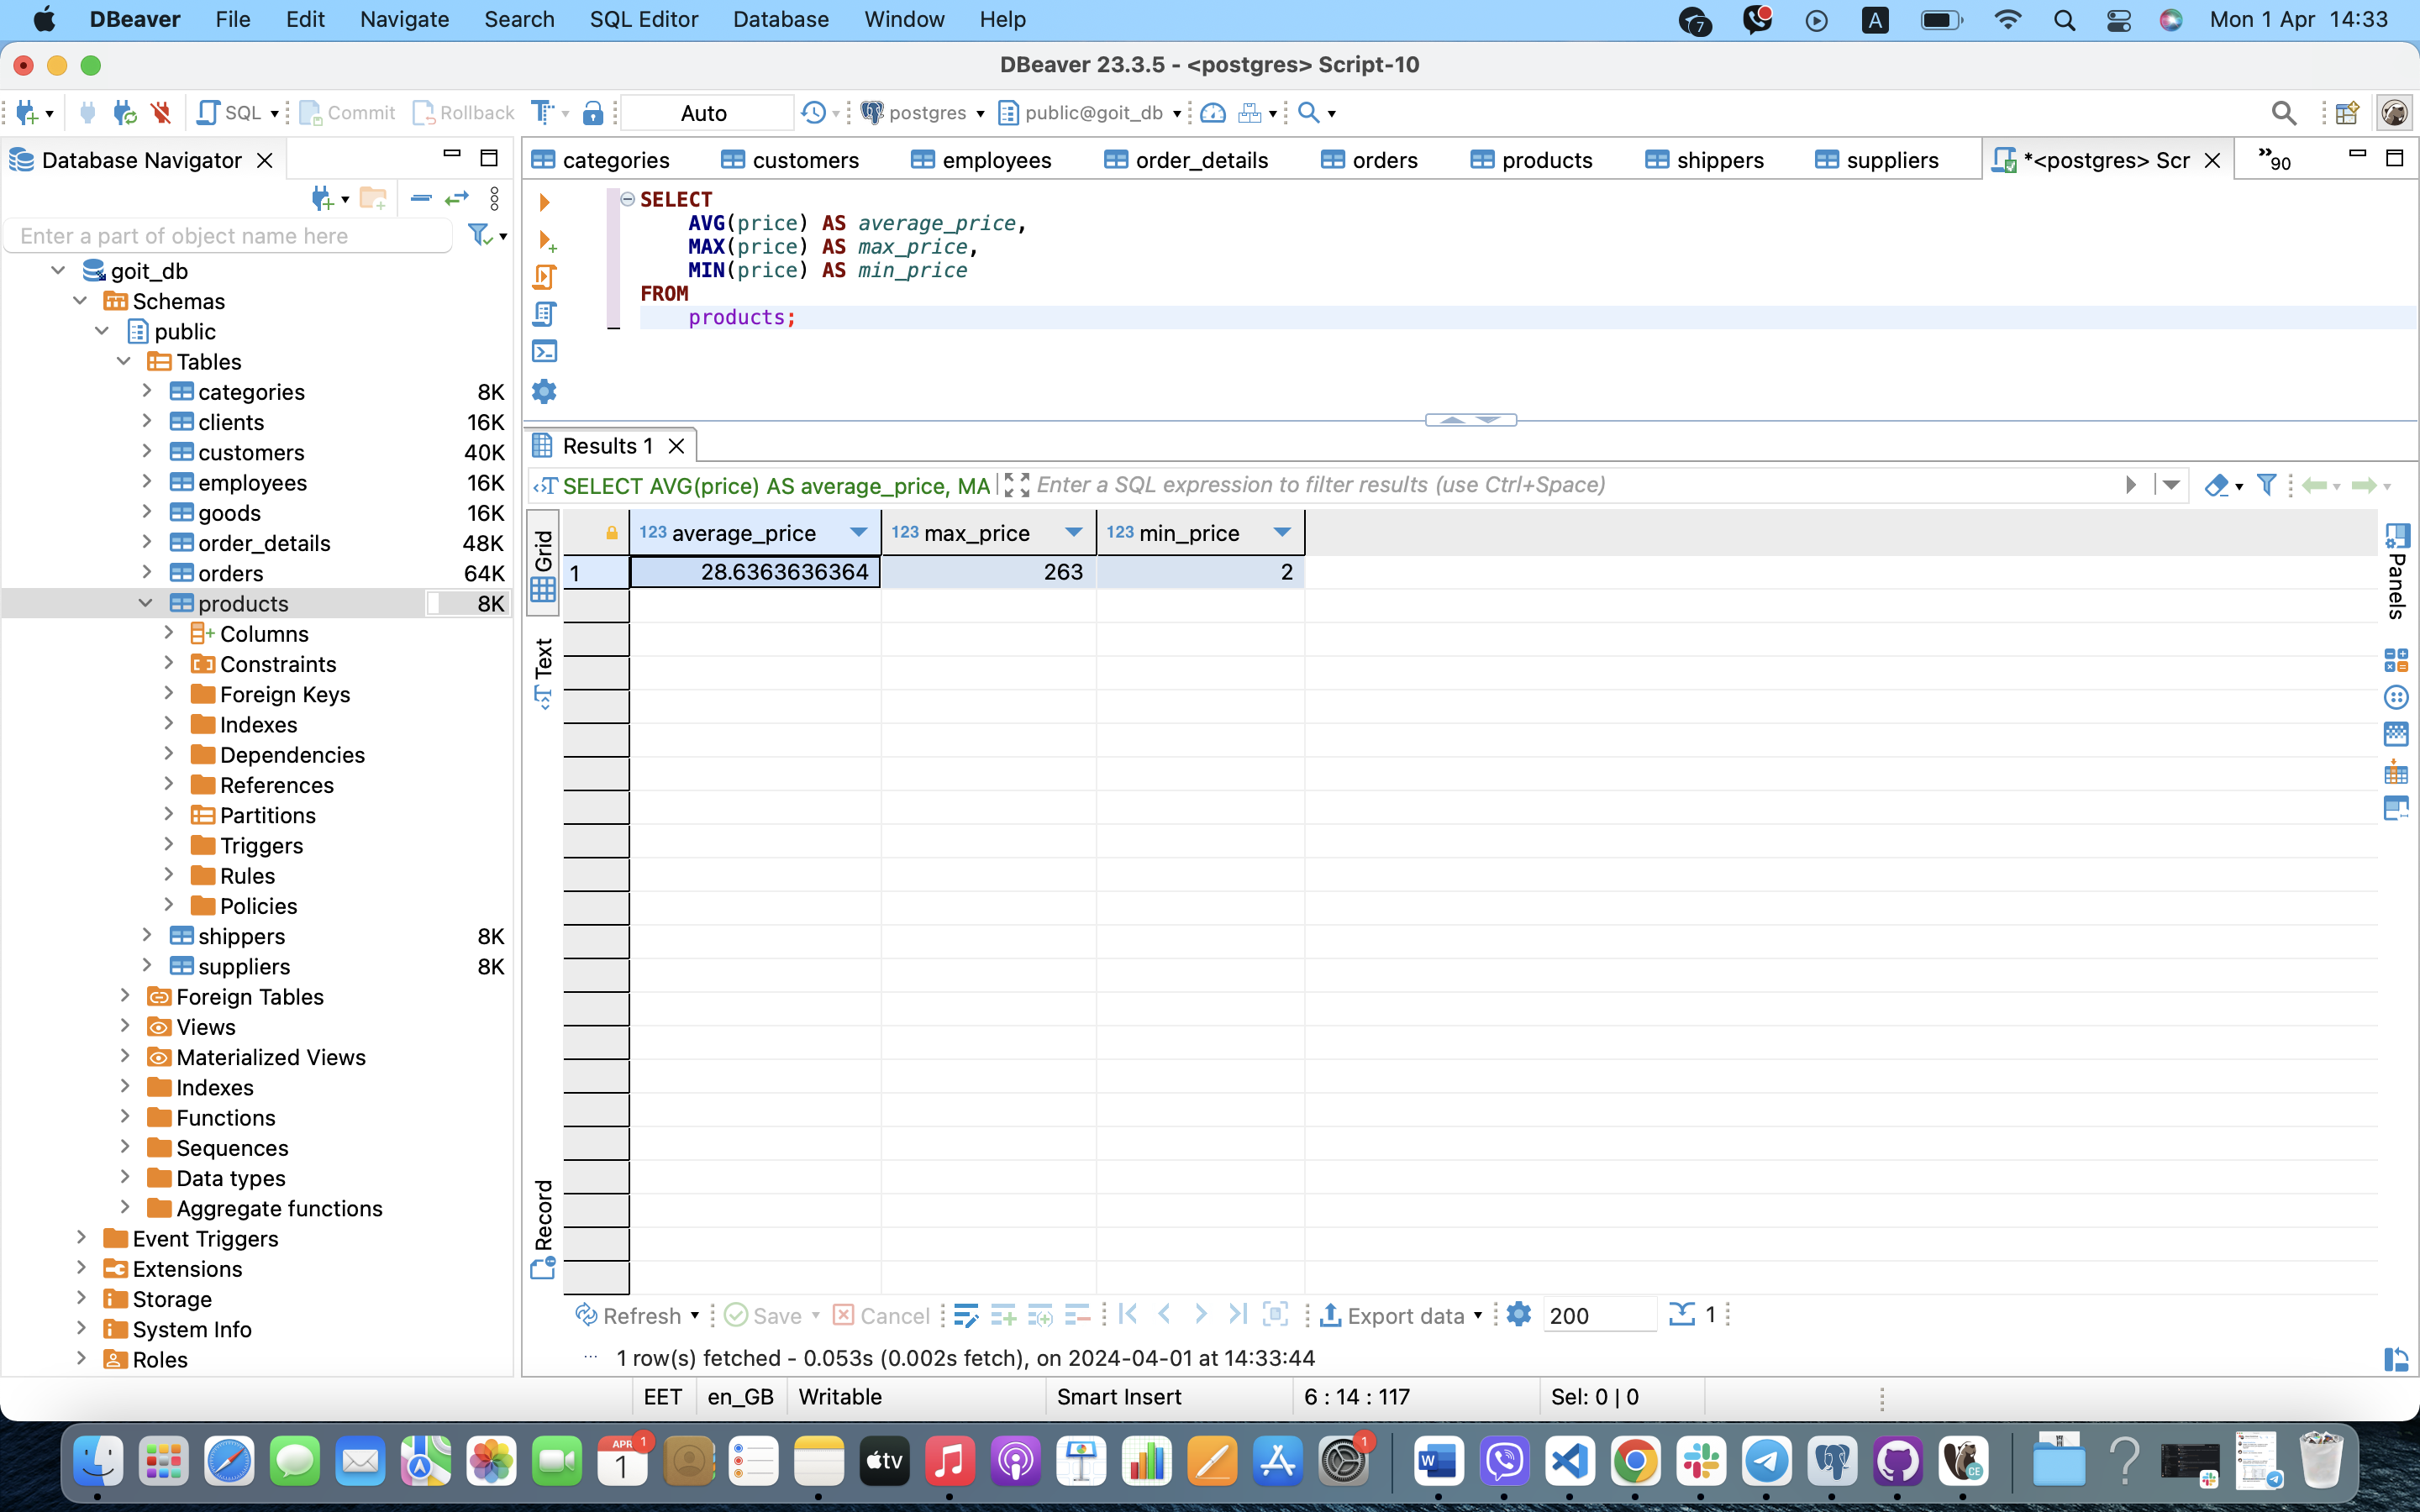 DBeaver File Edit Navigate Search SQL Editor Database Window Help 7 A Mon 1 Apr 14:33
DBeaver 23.3.5 - <postgres> Script-10
SQL Commit Rollback Auto postgres public@goit_db
Database Navigator
categories customers employees order_details orders products shippers suppliers *<postgres> Scr »90
Enter a part of object name here
goit_db
Schemas
public
Tables
categories 8K
clients 16K
customers 40K
employees 16K
goods 16K
order_details 48K
orders 64K
products 8K
Columns
Constraints
Foreign Keys
Indexes
Dependencies
References
Partitions
Triggers
Rules
Policies
shippers 8K
suppliers 8K
Foreign Tables
Views
Materialized Views
Indexes
Functions
Sequences
Data types
Aggregate functions
Event Triggers
Extensions
Storage
System Info
Roles
SELECT
AVG(price) AS average_price,
MAX(price) AS max_price,
MIN(price) AS min_price
FROM
products;
Results 1
SELECT AVG(price) AS average_price, MA Enter a SQL expression to filter results (use Ctrl+Space)
Grid
Text
Record
Panels
123 average_price 123 max_price 123 min_price
1 28.6363636364 263 2
Refresh Save Cancel Export data 200 1
... 1 row(s) fetched - 0.053s (0.002s fetch), on 2024-04-01 at 14:33:44
EET en_GB Writable Smart Insert 6 : 14 : 117 Sel: 0 | 0
APR 1
1
tv
1
W
CE